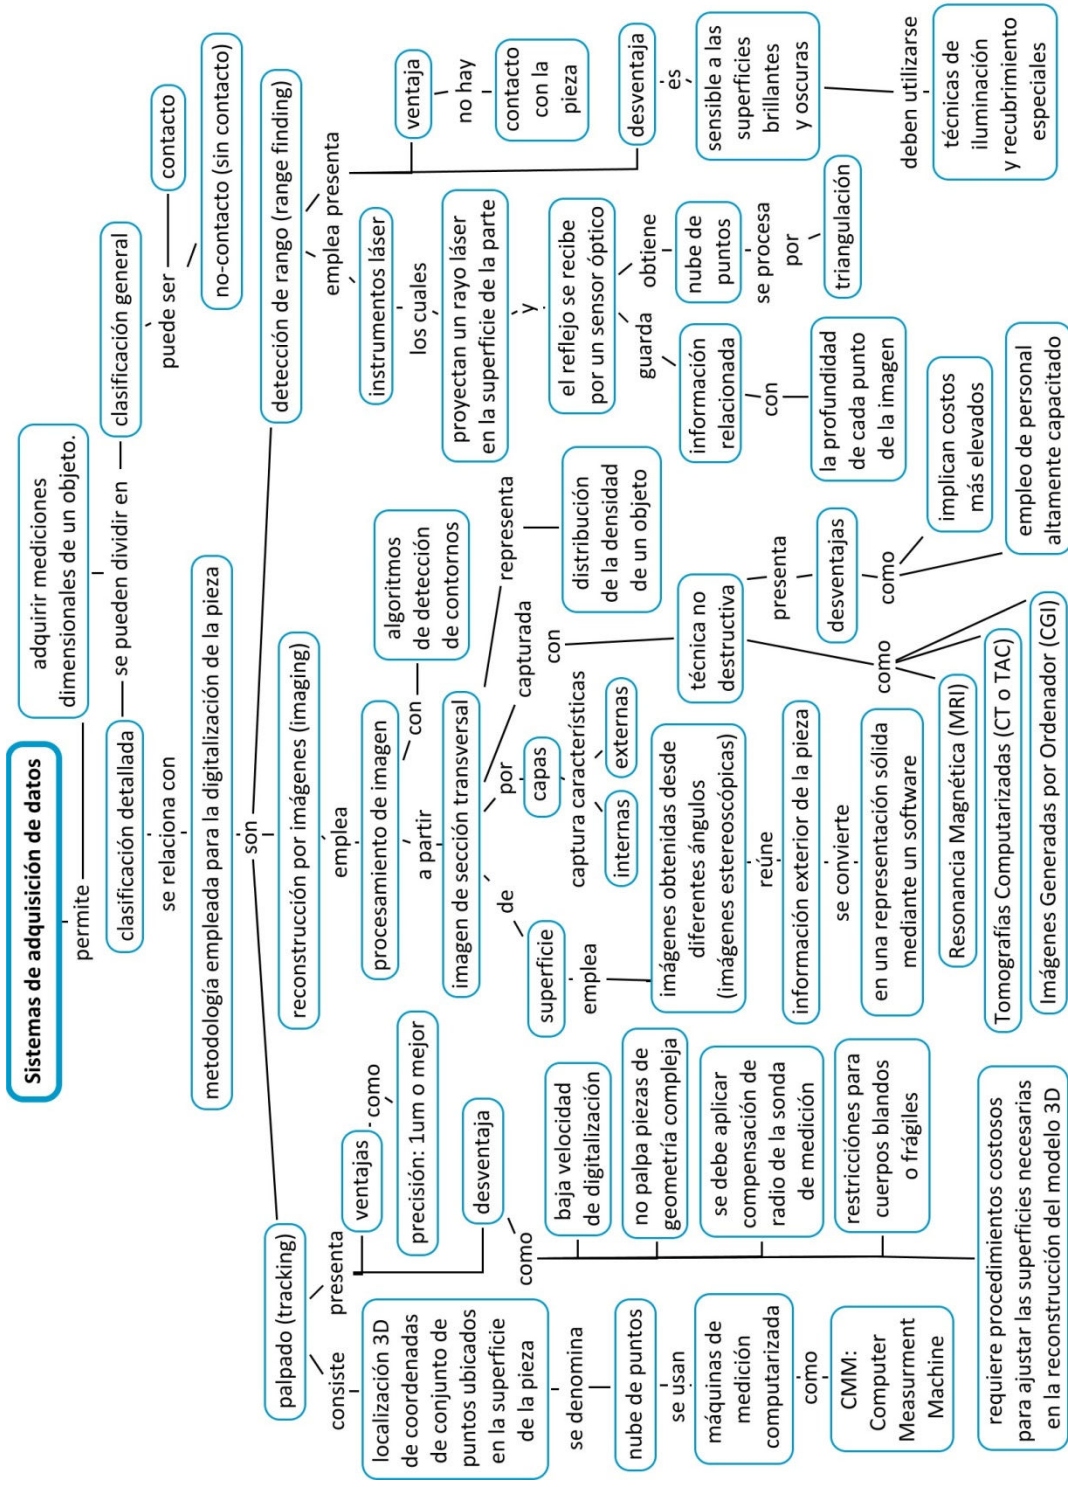 Sistemas de adquisición de datos
permite
adquirir mediciones
dimensionales de un objeto.
se pueden dividir en
clasificación detallada
clasificación general
puede ser
contacto
no-contacto (sin contacto)
se relaciona con
metodología empleada para la digitalización de la pieza
son
palpado (tracking)
consiste
localización 3D
de coordenadas
de conjunto de
puntos ubicados
en la superficie
de la pieza
se denomina
nube de puntos
se usan
máquinas de
medición
computarizada
como
CMM:
Computer
Measurment
Machine
presenta
ventajas
como
precisión: 1um o mejor
desventaja
como
baja velocidad
de digitalización
no palpa piezas de
geometría compleja
se debe aplicar
compensación de
radio de la sonda
de medición
restricciónes para
cuerpos blandos
o frágiles
requiere procedimientos costosos
para ajustar las superficies necesarias
en la reconstrucción del modelo 3D
reconstrucción por imágenes (imaging)
emplea
procesamiento de imagen
con
algoritmos
de detección
de contornos
a partir
imagen de sección transversal
de
superficie
emplea
imágenes obtenidas desde
diferentes ángulos
(imágenes estereoscópicas)
reúne
información exterior de la pieza
se convierte
en una representación sólida
mediante un software
por
capas
captura características
internas
externas
capturada
con
técnica no
destructiva
como
Resonancia Magnética (MRI)
Tomografías Computarizadas (CT o TAC)
Imágenes Generadas por Ordenador (CGI)
presenta
desventajas
como
implican costos
más elevados
empleo de personal
altamente capacitado
representa
distribución
de la densidad
de un objeto
detección de rango (range finding)
emplea
instrumentos láser
los cuales
proyectan un rayo láser
en la superficie de la parte
y
el reflejo se recibe
por un sensor óptico
guarda
información
relacionada
con
la profundidad
de cada punto
de la imagen
obtiene
nube de
puntos
se procesa
por
triangulación
presenta
ventaja
no hay
contacto
con la
pieza
desventaja
es
sensible a las
superficies
brillantes
y oscuras
deben utilizarse
técnicas de
iluminación
y recubrimiento
especiales